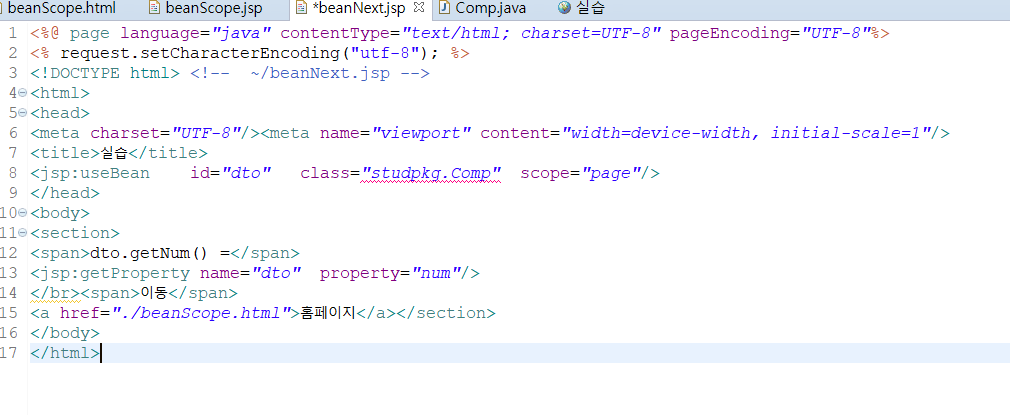 beanScope.html beanScope.jsp *beanNext.jsp Comp.java 실습
1 <%@ page language="java" contentType="text/html; charset=UTF-8" pageEncoding="UTF-8"%>
2 <% request.setCharacterEncoding("utf-8"); %>
3 <!DOCTYPE html> <!--  ~/beanNext.jsp -->
4 <html>
5 <head>
6 <meta charset="UTF-8"/><meta name="viewport" content="width=device-width, initial-scale=1"/>
7 <title>실습</title>
8 <jsp:useBean    id="dto"   class="studpkg.Comp"  scope="page"/>
9 </head>
10 <body>
11 <section>
12 <span>dto.getNum() =</span>
13 <jsp:getProperty name="dto"  property="num"/>
14 </br><span>이동</span>
15 <a href="./beanScope.html">홈페이지</a></section>
16 </body>
17 </html>